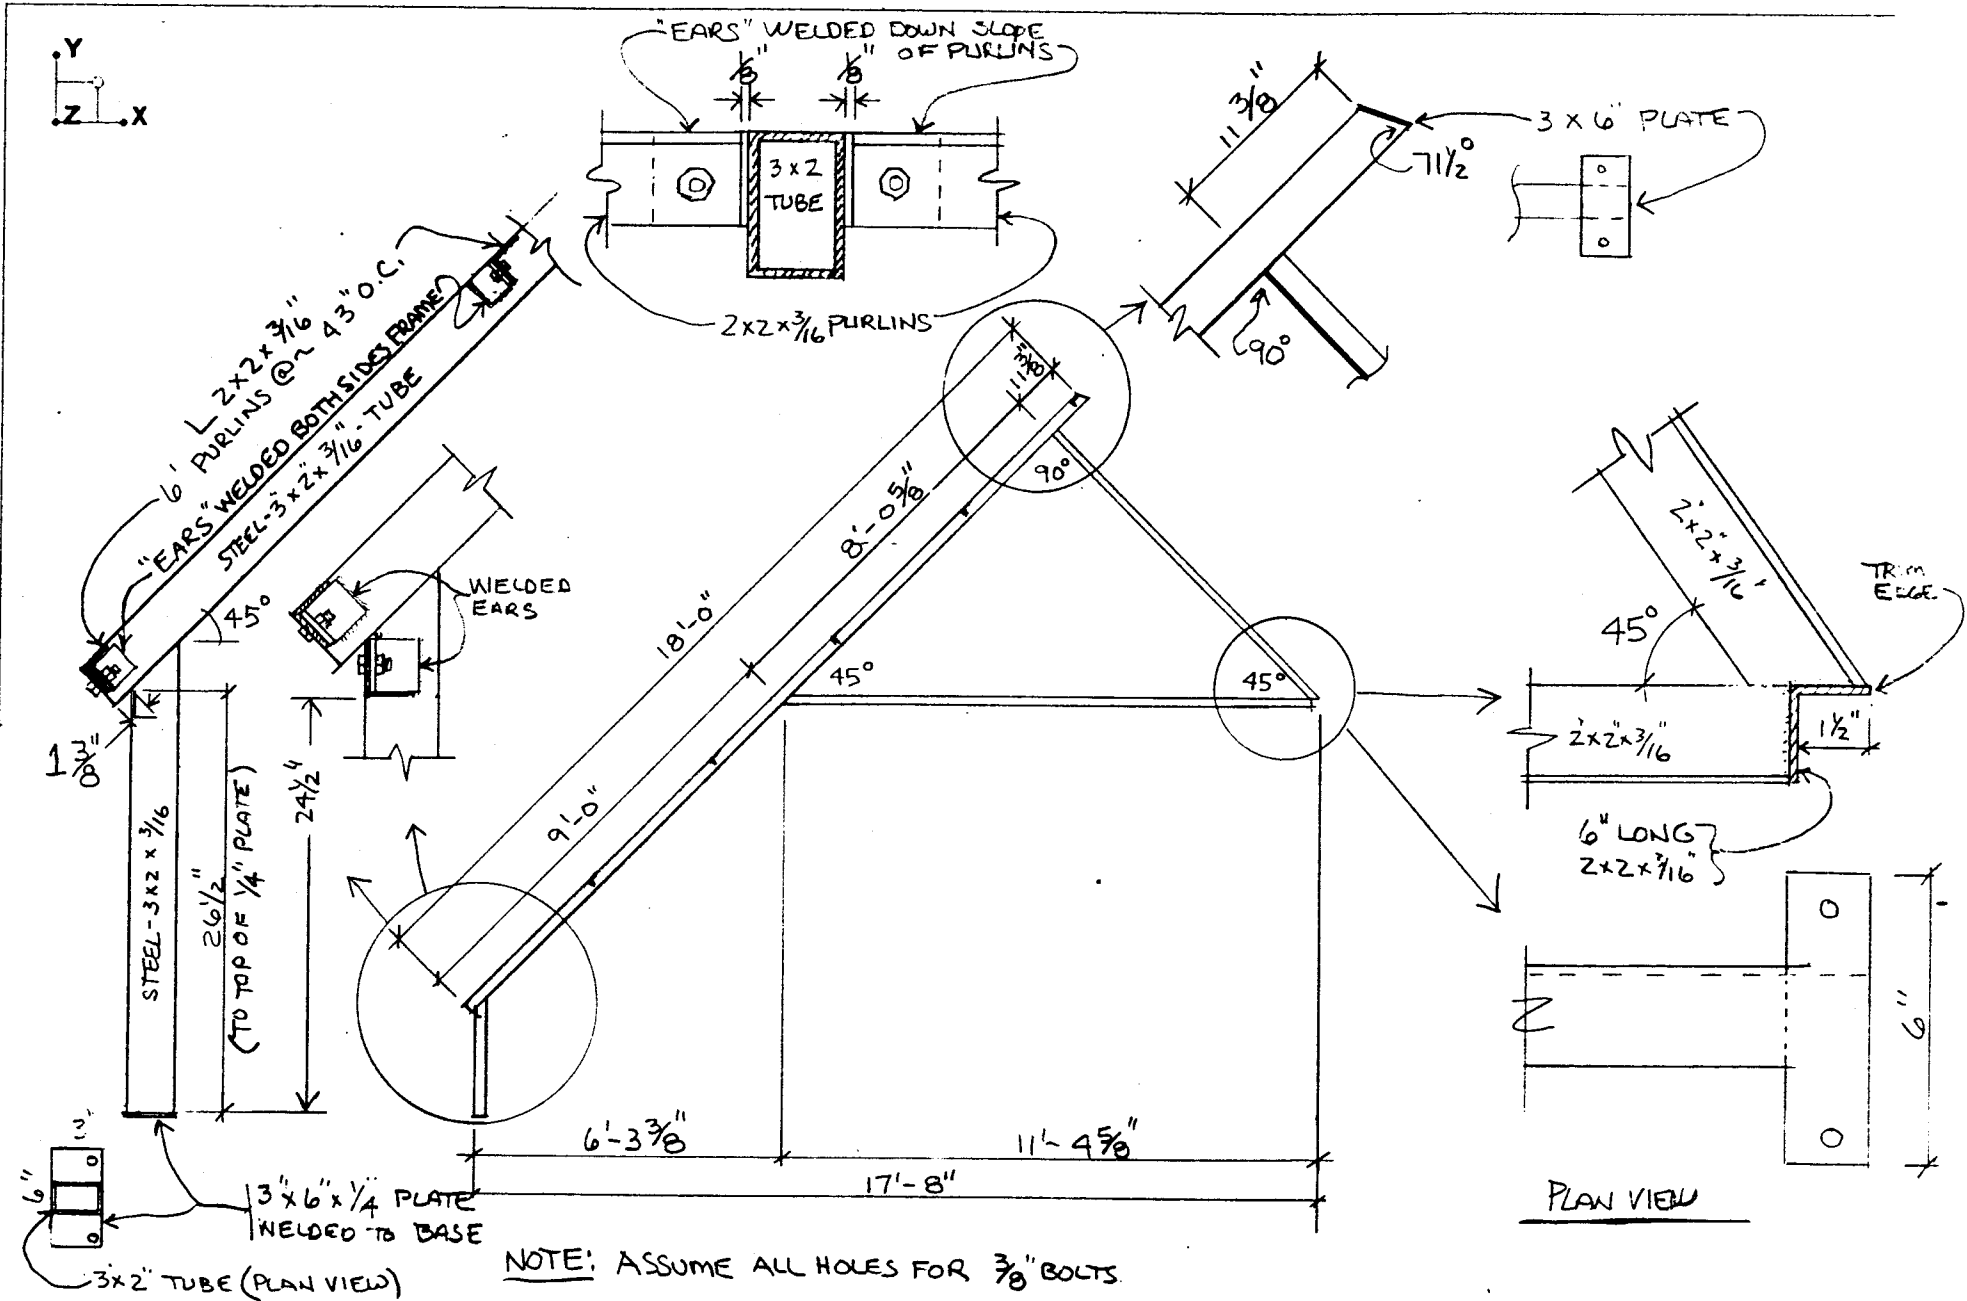 Y
Z X
"EARS" WELDED DOWN SLOPE
OF PURLINS
1/8" 1/8"
3 x 2
TUBE
2x2x3/16 PURLINS
11 3/8"
3 x 6" PLATE
71 1/2°
90°
L 2x2x3/16"
6' PURLINS @~ 43" O.C.
"EARS" WELDED BOTH SIDES FRAME
STEEL-3"x2"x3/16"-TUBE
45°
WELDED
EARS
1 3/8"
STEEL-3x2x3/16
26 1/2"
(TO TOP OF 1/4" PLATE)
24 1/2"
11 3/8"
90°
8'-0 5/8"
18'-0"
9'-0"
45°
45°
2"x2"x3/16"
45°
TRIM
EDGE
2"x2"x3/16"
1 1/2"
6" LONG
2x2x3/16"
6'-3 3/8"
11'-4 5/8"
17'-8"
6"
PLAN VIEW
3"
6"
3"x6"x1/4" PLATE
WELDED TO BASE
3x2" TUBE (PLAN VIEW)
NOTE: ASSUME ALL HOLES FOR 3/8" BOLTS